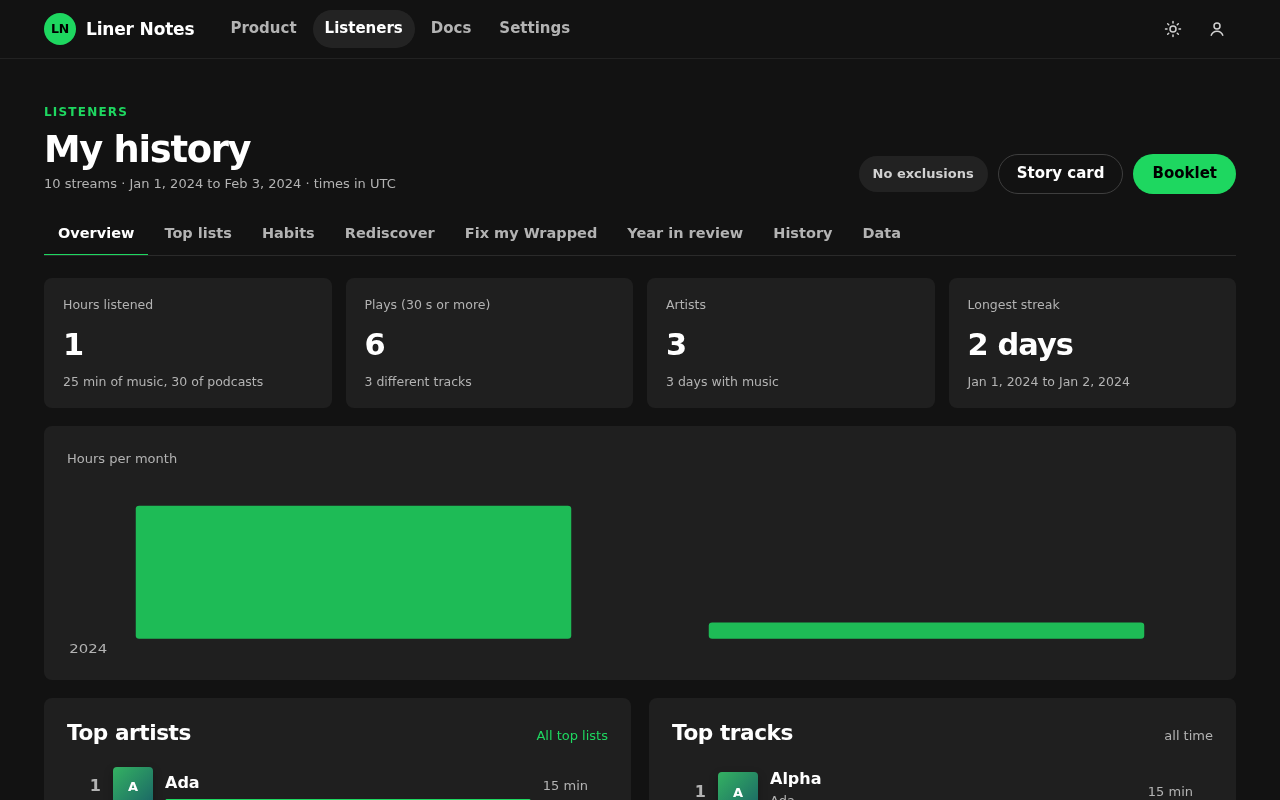 LN Liner Notes Product Listeners Docs Settings
LISTENERS
My history
10 streams · Jan 1, 2024 to Feb 3, 2024 · times in UTC
No exclusions Story card Booklet
Overview Top lists Habits Rediscover Fix my Wrapped Year in review History Data
Hours listened
1
25 min of music, 30 of podcasts
Plays (30 s or more)
6
3 different tracks
Artists
3
3 days with music
Longest streak
2 days
Jan 1, 2024 to Jan 2, 2024
Hours per month
2024
Top artists All top lists
1 A Ada 15 min
Top tracks all time
1 A Alpha 15 min
Ada